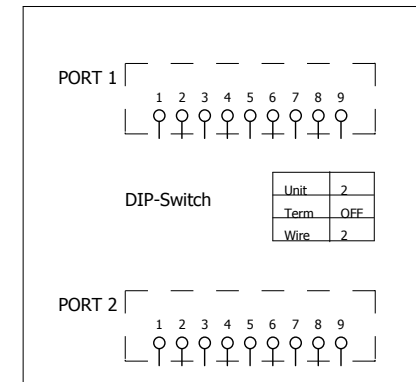 PORT 1
1 2 3 4 5 6 7 8 9
DIP-Switch
Unit 2
Term OFF
Wire 2
PORT 2
1 2 3 4 5 6 7 8 9